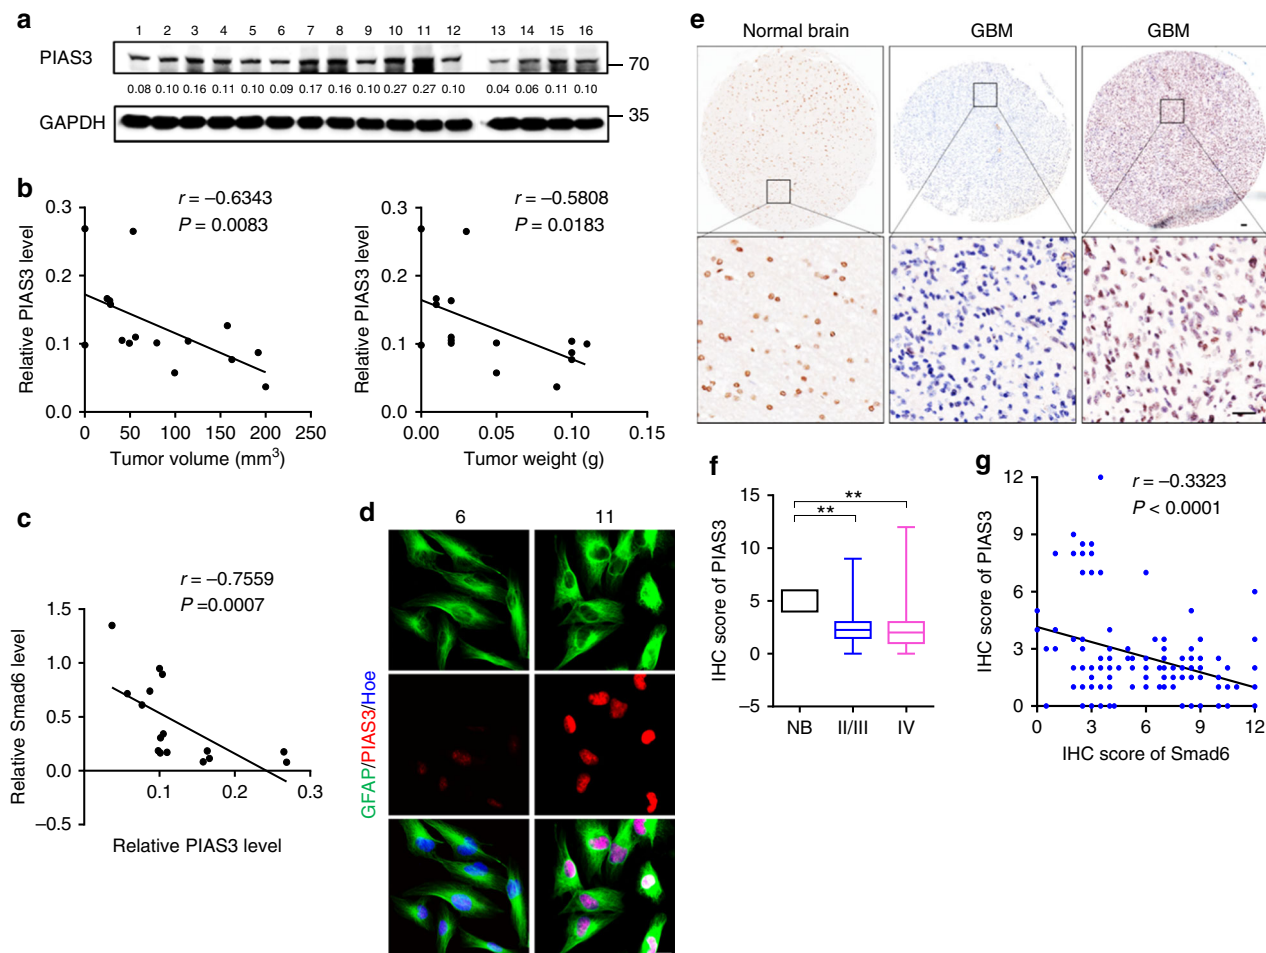 a
1 2 3 4 5 6 7 8 9 10 11 12 13 14 15 16
PIAS3
70
0.08 0.10 0.16 0.11 0.10 0.09 0.17 0.16 0.10 0.27 0.27 0.10 0.04 0.06 0.11 0.10
GAPDH
35
b
r = –0.6343
P = 0.0083
Relative PIAS3 level
0.3
0.2
0.1
0.0
0 50 100 150 200 250
Tumor volume (mm³)
r = –0.5808
P = 0.0183
Relative PIAS3 level
0.3
0.2
0.1
0.0
0.00 0.05 0.10 0.15
Tumor weight (g)
c
r = –0.7559
P =0.0007
Relative Smad6 level
1.5
1.0
0.5
0.0
–0.5
0.1 0.2 0.3
Relative PIAS3 level
d
6 11
GFAP/PIAS3/Hoe
e
Normal brain GBM GBM
f
IHC score of PIAS3
15
10
5
0
–5
** 
**
NB II/III IV
g
r = –0.3323
P < 0.0001
IHC score of PIAS3
12
9
6
3
0
0 3 6 9 12
IHC score of Smad6